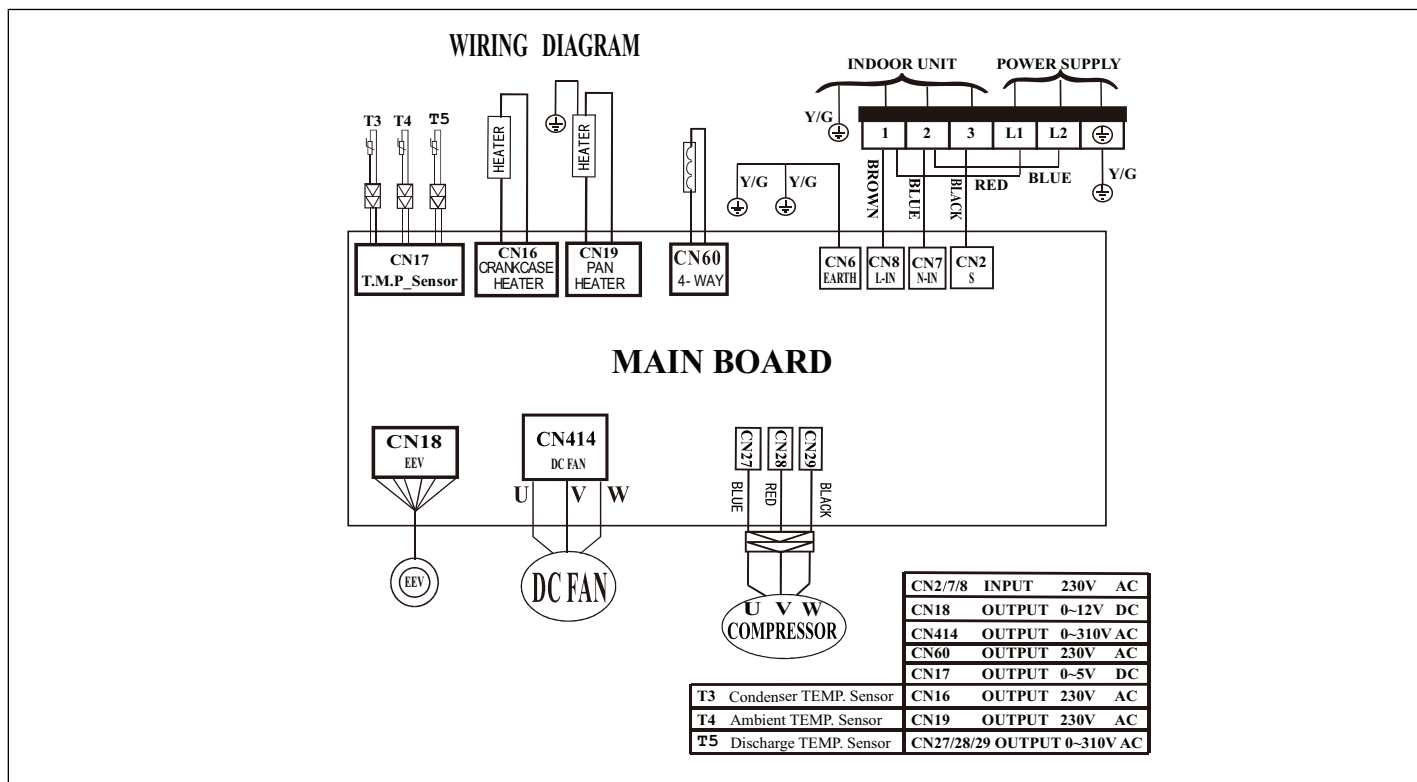 WIRING DIAGRAM
INDOOR UNIT POWER SUPPLY
T3 T4 T5
HEATER
HEATER
Y/G
1 2 3 L1 L2
Y/G Y/G
BROWN
BLUE
BLACK
RED
BLUE
Y/G
CN17
T.M.P_Sensor
CN16
CRANKCASE
HEATER
CN19
PAN
HEATER
CN60
4- WAY
CN6
EARTH
CN8
L-IN
CN7
N-IN
CN2
S
MAIN BOARD
CN18
EEV
CN414
DC FAN
U V W
CN27
CN28
CN29
BLUE
RED
BLACK
EEV
DC FAN
U V W
COMPRESSOR
CN2/7/8 INPUT 230V AC
CN18 OUTPUT 0~12V DC
CN414 OUTPUT 0~310V AC
CN60 OUTPUT 230V AC
CN17 OUTPUT 0~5V DC
T3 Condenser TEMP. Sensor CN16 OUTPUT 230V AC
T4 Ambient TEMP. Sensor CN19 OUTPUT 230V AC
T5 Discharge TEMP. Sensor CN27/28/29 OUTPUT 0~310V AC